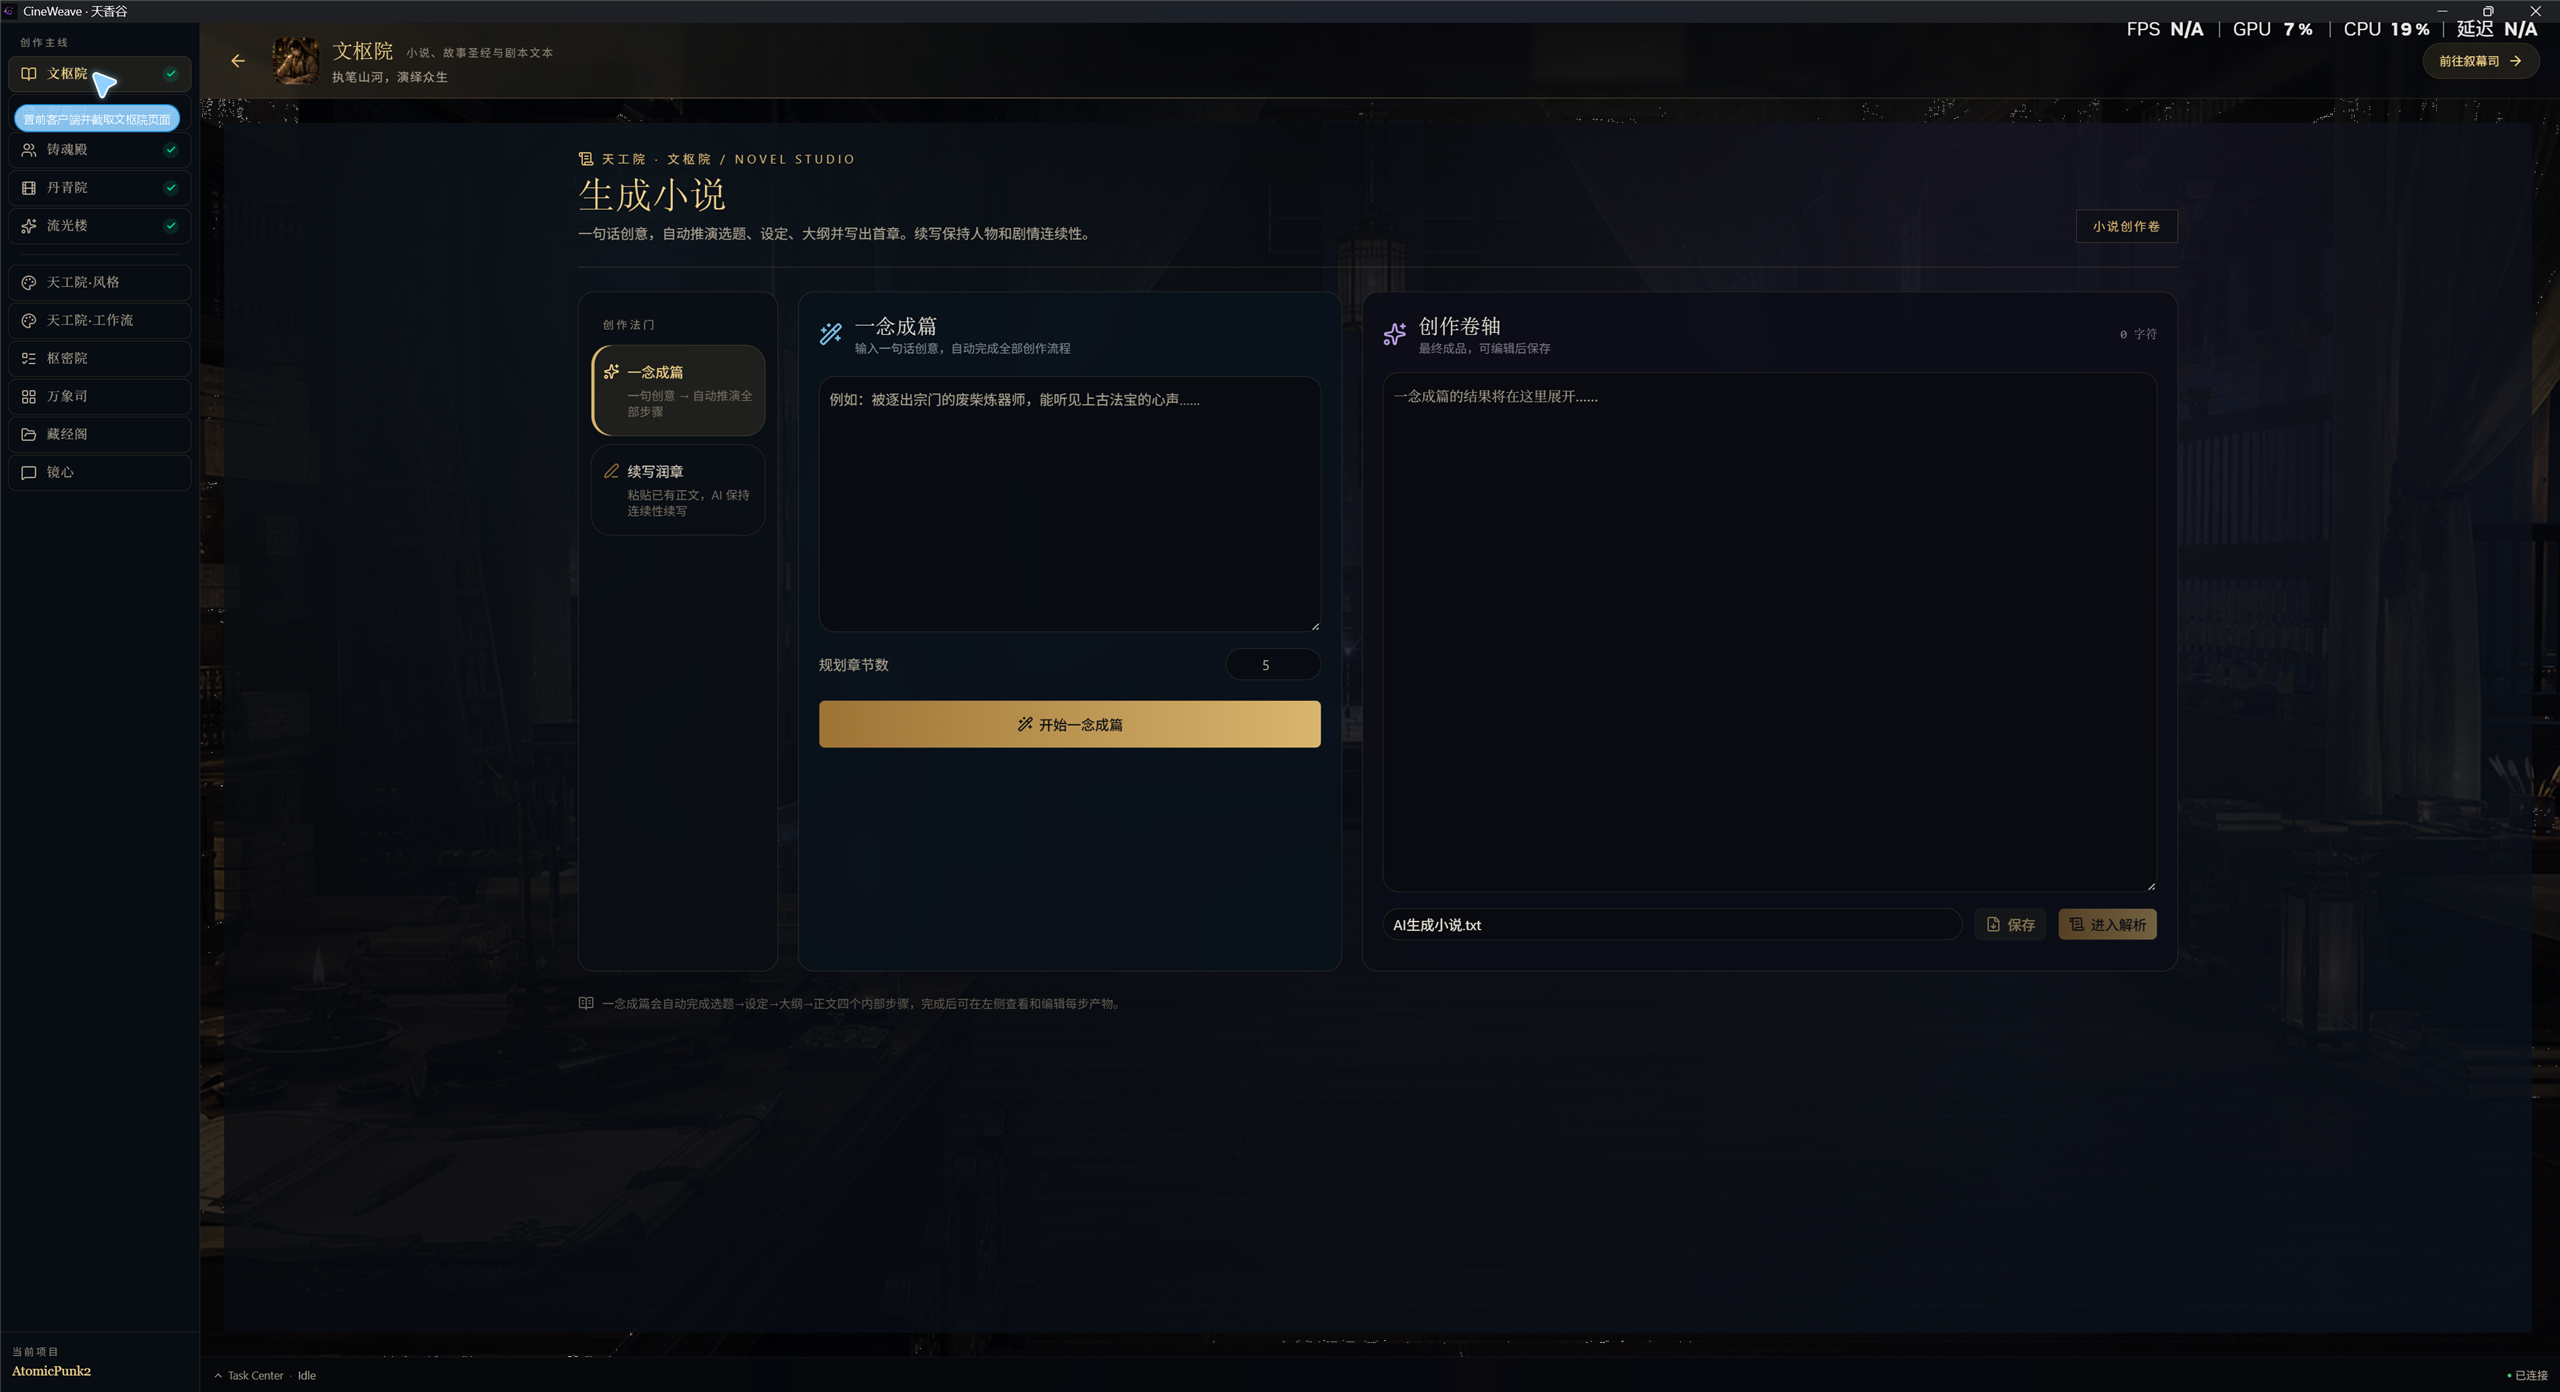 CineWeave · 天香谷
FPS N/A | GPU 7% | CPU 19% | 延迟 N/A
创作主线
文枢院
置前客户端并截取文枢院页面
铸魂殿
丹青院
流光楼
天工院·风格
天工院·工作流
枢密院
万象司
藏经阁
镜心
当前项目
AtomicPunk2
文枢院 小说、故事圣经与剧本文本
执笔山河，演绎众生
前往叙幕司
天工院 · 文枢院 / NOVEL STUDIO
生成小说
一句话创意，自动推演选题、设定、大纲并写出首章。续写保持人物和剧情连续性。
小说创作卷
创作法门
一念成篇
一句创意 → 自动推演全
部步骤
续写润章
粘贴已有正文，AI 保持
连续性续写
一念成篇
输入一句话创意，自动完成全部创作流程
例如：被逐出宗门的废柴炼器师，能听见上古法宝的心声……
规划章节数
5
开始一念成篇
创作卷轴
最终成品，可编辑后保存
0 字符
一念成篇的结果将在这里展开……
AI生成小说.txt
保存
进入解析
一念成篇会自动完成选题→设定→大纲→正文四个内部步骤，完成后可在左侧查看和编辑每步产物。
Task Center · Idle
已连接